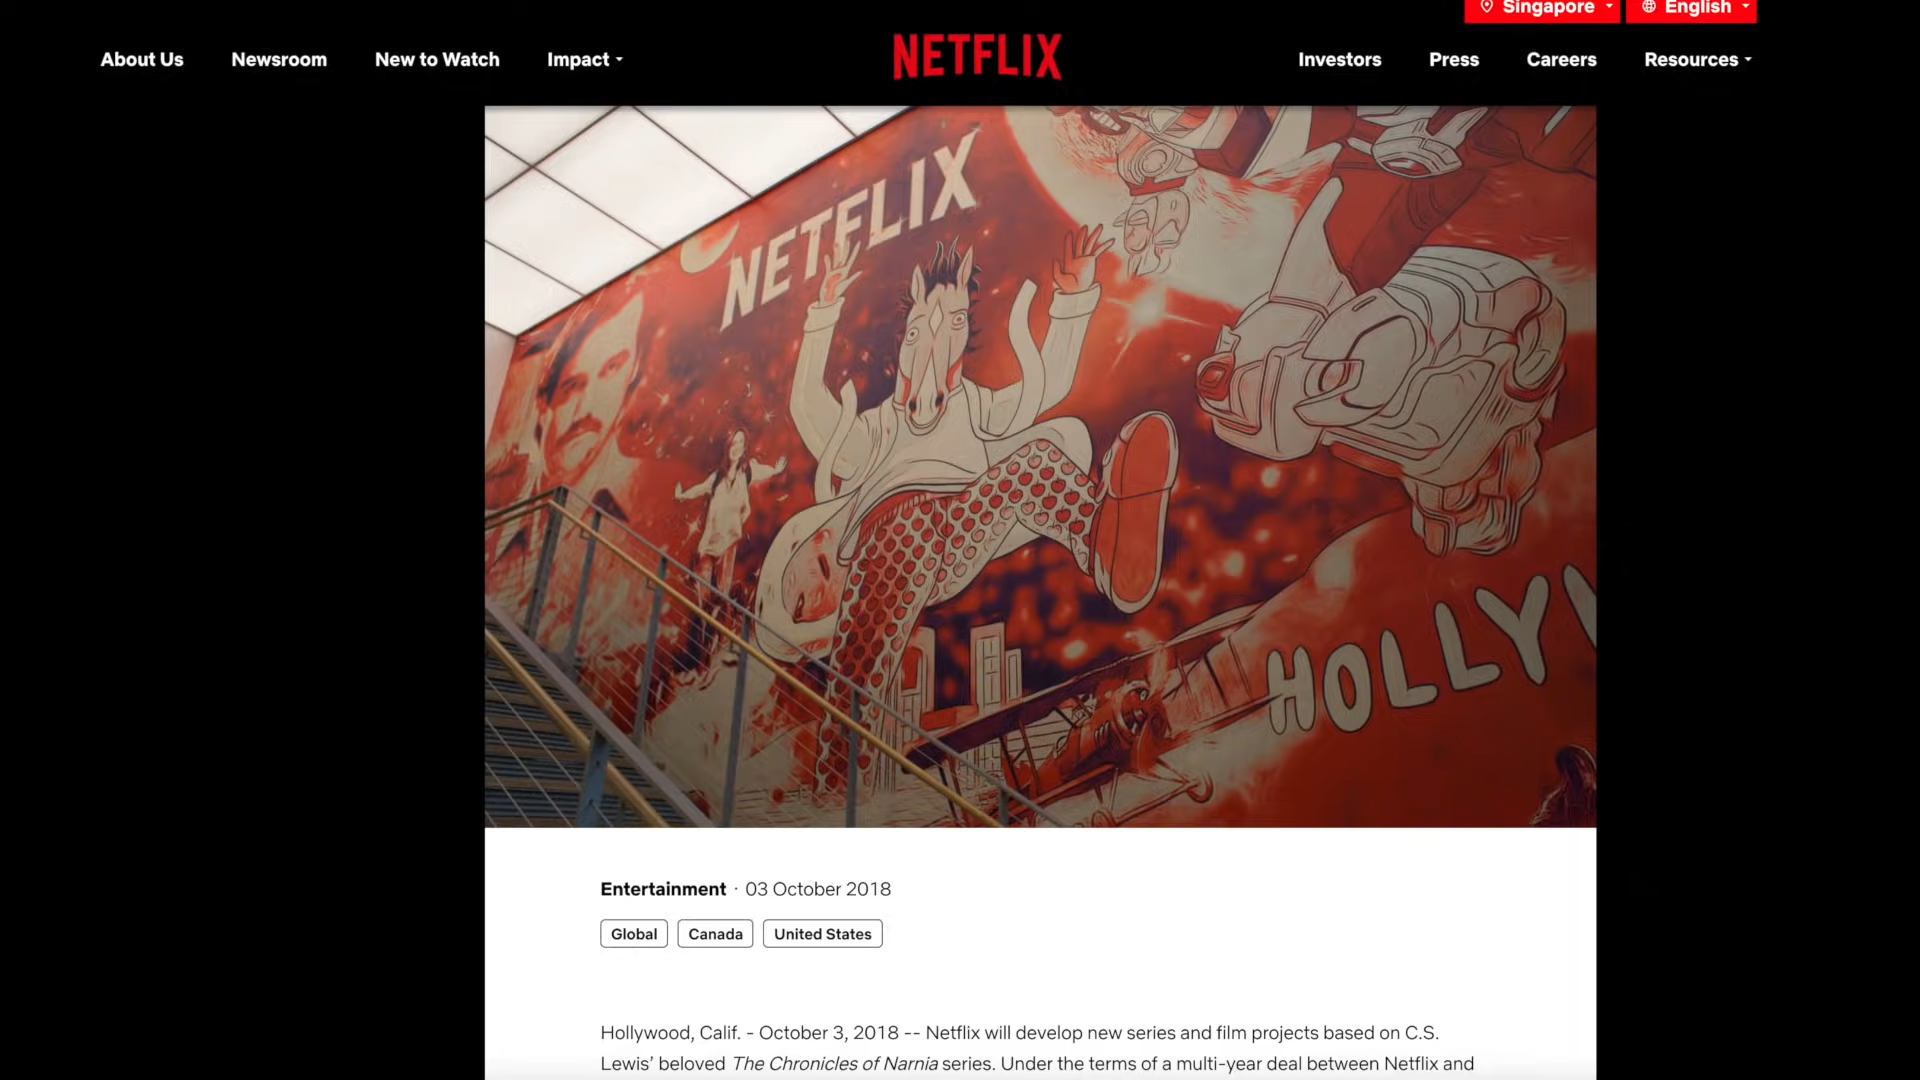 Singapore English
About Us Newsroom New to Watch Impact NETFLIX Investors Press Careers Resources
NETFLIX
HOLLY
Entertainment · 03 October 2018
Global Canada United States
Hollywood, Calif. - October 3, 2018 -- Netflix will develop new series and film projects based on C.S.
Lewis’ beloved The Chronicles of Narnia series. Under the terms of a multi-year deal between Netflix and